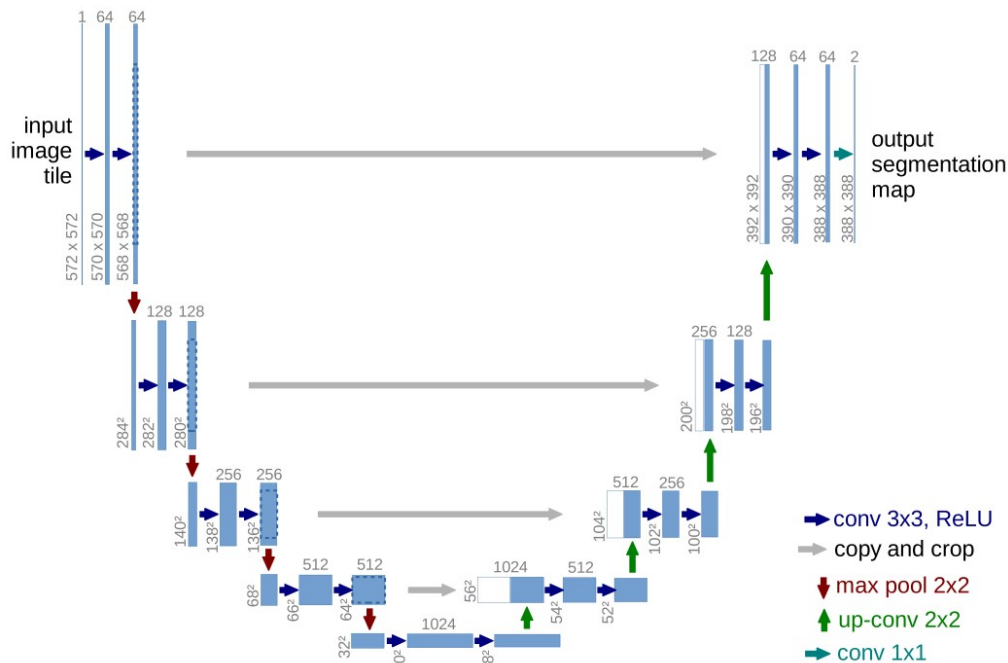 1
64
64
input
image
tile
572 x 572
570 x 570
568 x 568
128
64
64
2
392 x 392
390 x 390
388 x 388
388 x 388
output
segmentation
map
128
128
284²
282²
280²
256
128
200²
198²
196²
256
256
140²
138²
136²
512
256
104²
102²
100²
512
512
68²
66²
64²
1024
512
56²
54²
52²
1024
32²
0²
8²
conv 3x3, ReLU
copy and crop
max pool 2x2
up-conv 2x2
conv 1x1